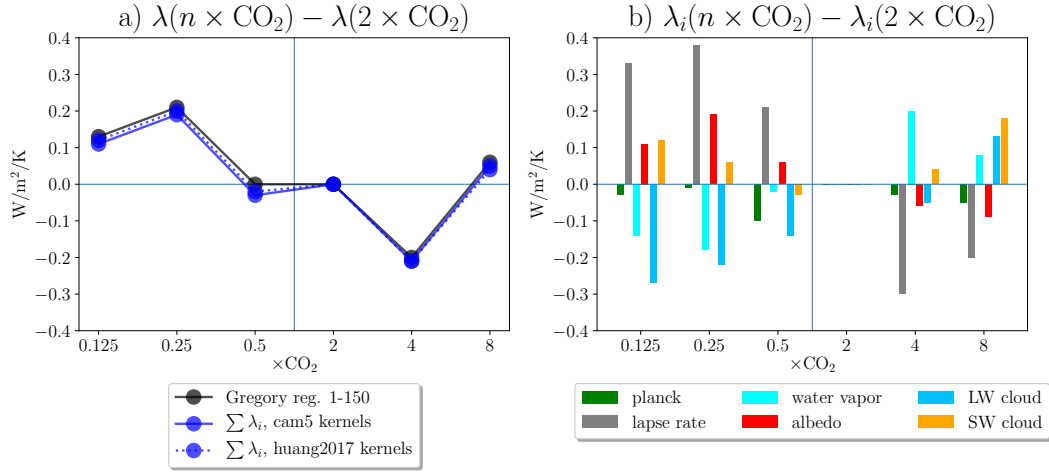 a) λ(n × CO₂) − λ(2 × CO₂)
0.4
0.3
0.2
0.1
0.0
−0.1
−0.2
−0.3
−0.4
W/m²/K
0.125 0.25 0.5 2 4 8
×CO₂
Gregory reg. 1-150
∑ λᵢ, cam5 kernels
∑ λᵢ, huang2017 kernels
b) λᵢ(n × CO₂) − λᵢ(2 × CO₂)
0.4
0.3
0.2
0.1
0.0
−0.1
−0.2
−0.3
−0.4
W/m²/K
0.125 0.25 0.5 2 4 8
×CO₂
planck water vapor LW cloud
lapse rate albedo SW cloud